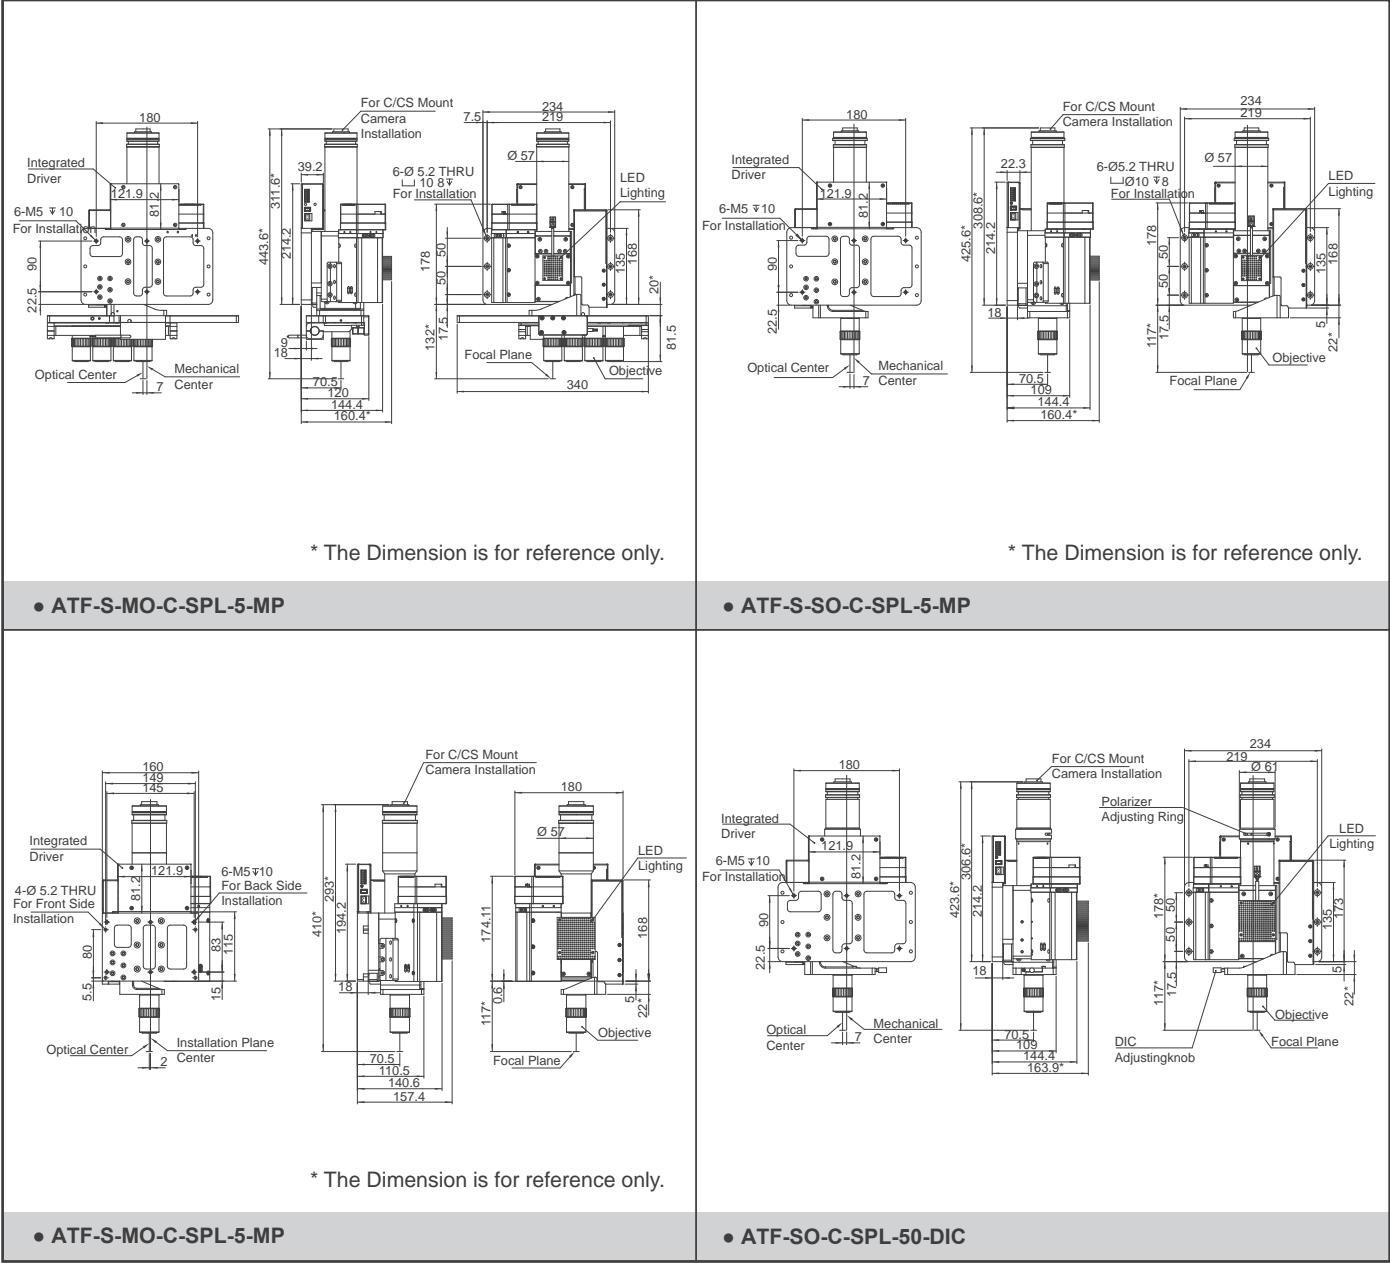 180
Integrated
Driver
121.9
81.2
6-M5 ↧ 10
For Installation
90
22.5
Optical Center
Mechanical
Center
7
For C/CS Mount
Camera
Installation
39.2
311.6*
443.6*
214.2
9
18
70.5
120
144.4
160.4*
234
219
7.5
Ø 57
6-Ø 5.2 THRU
⌴ 10 8↧
For Installation
LED
Lighting
178
50
50
135
168
20*
132*
17.5
81.5
Focal Plane
Objective
340
* The Dimension is for reference only.
● ATF-S-MO-C-SPL-5-MP
180
Integrated
Driver
121.9
81.2
6-M5 ↧10
For Installation
90
22.5
Optical Center
Mechanical
Center
7
For C/CS Mount
Camera Installation
22.3
308.6*
425.6*
214.2
18
70.5
109
144.4
160.4*
234
219
Ø 57
6-Ø5.2 THRU
⌴Ø10 ↧8
For Installation
LED
Lighting
178
50
50
135
168
117*
17.5
5
22*
Objective
Focal Plane
* The Dimension is for reference only.
● ATF-S-SO-C-SPL-5-MP
160
149
145
Integrated
Driver
121.9
81.2
4-Ø 5.2 THRU
For Front Side
Installation
6-M5↧10
For Back Side
Installation
80
5.5
83
115
15
Optical Center
Installation Plane
Center
2
For C/CS Mount
Camera Installation
293*
410*
194.2
18
70.5
110.5
140.6
157.4
180
Ø 57
LED
Lighting
174.11
168
117*
0.6
5
22*
Objective
Focal Plane
* The Dimension is for reference only.
● ATF-S-MO-C-SPL-5-MP
180
Integrated
Driver
121.9
81.2
6-M5 ↧10
For Installation
90
22.5
Optical
Center
Mechanical
Center
7
For C/CS Mount
Camera Installation
306.6*
423.6*
214.2
18
70.5
109
144.4
163.9*
234
219
Ø 61
Polarizer
Adjusting Ring
LED
Lighting
178*
50
50
135
173
117*
17.5
5
22*
Objective
Focal Plane
DIC
Adjustingknob
● ATF-SO-C-SPL-50-DIC